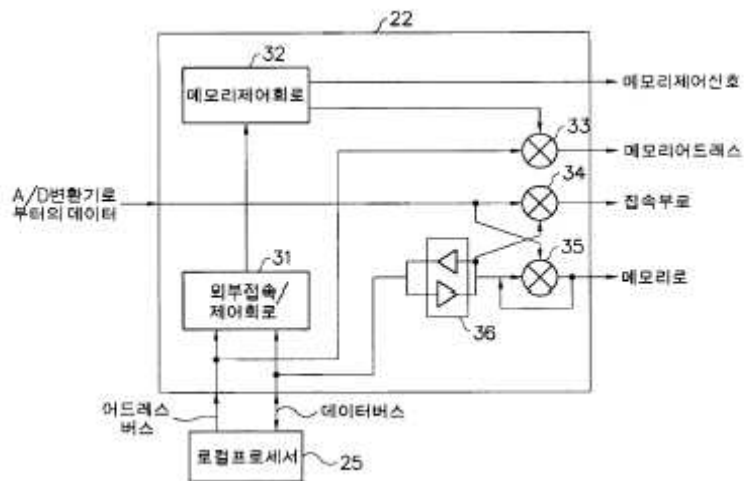 22
32
메모리제어회로
메모리제어신호
33
메모리어드래스
34
A/D변환기로
부터의 데이터
집속부로
31
35
외부접속/
제어회로
메모리로
36
어드레스
버스
데이터버스
로컬프로세서
25